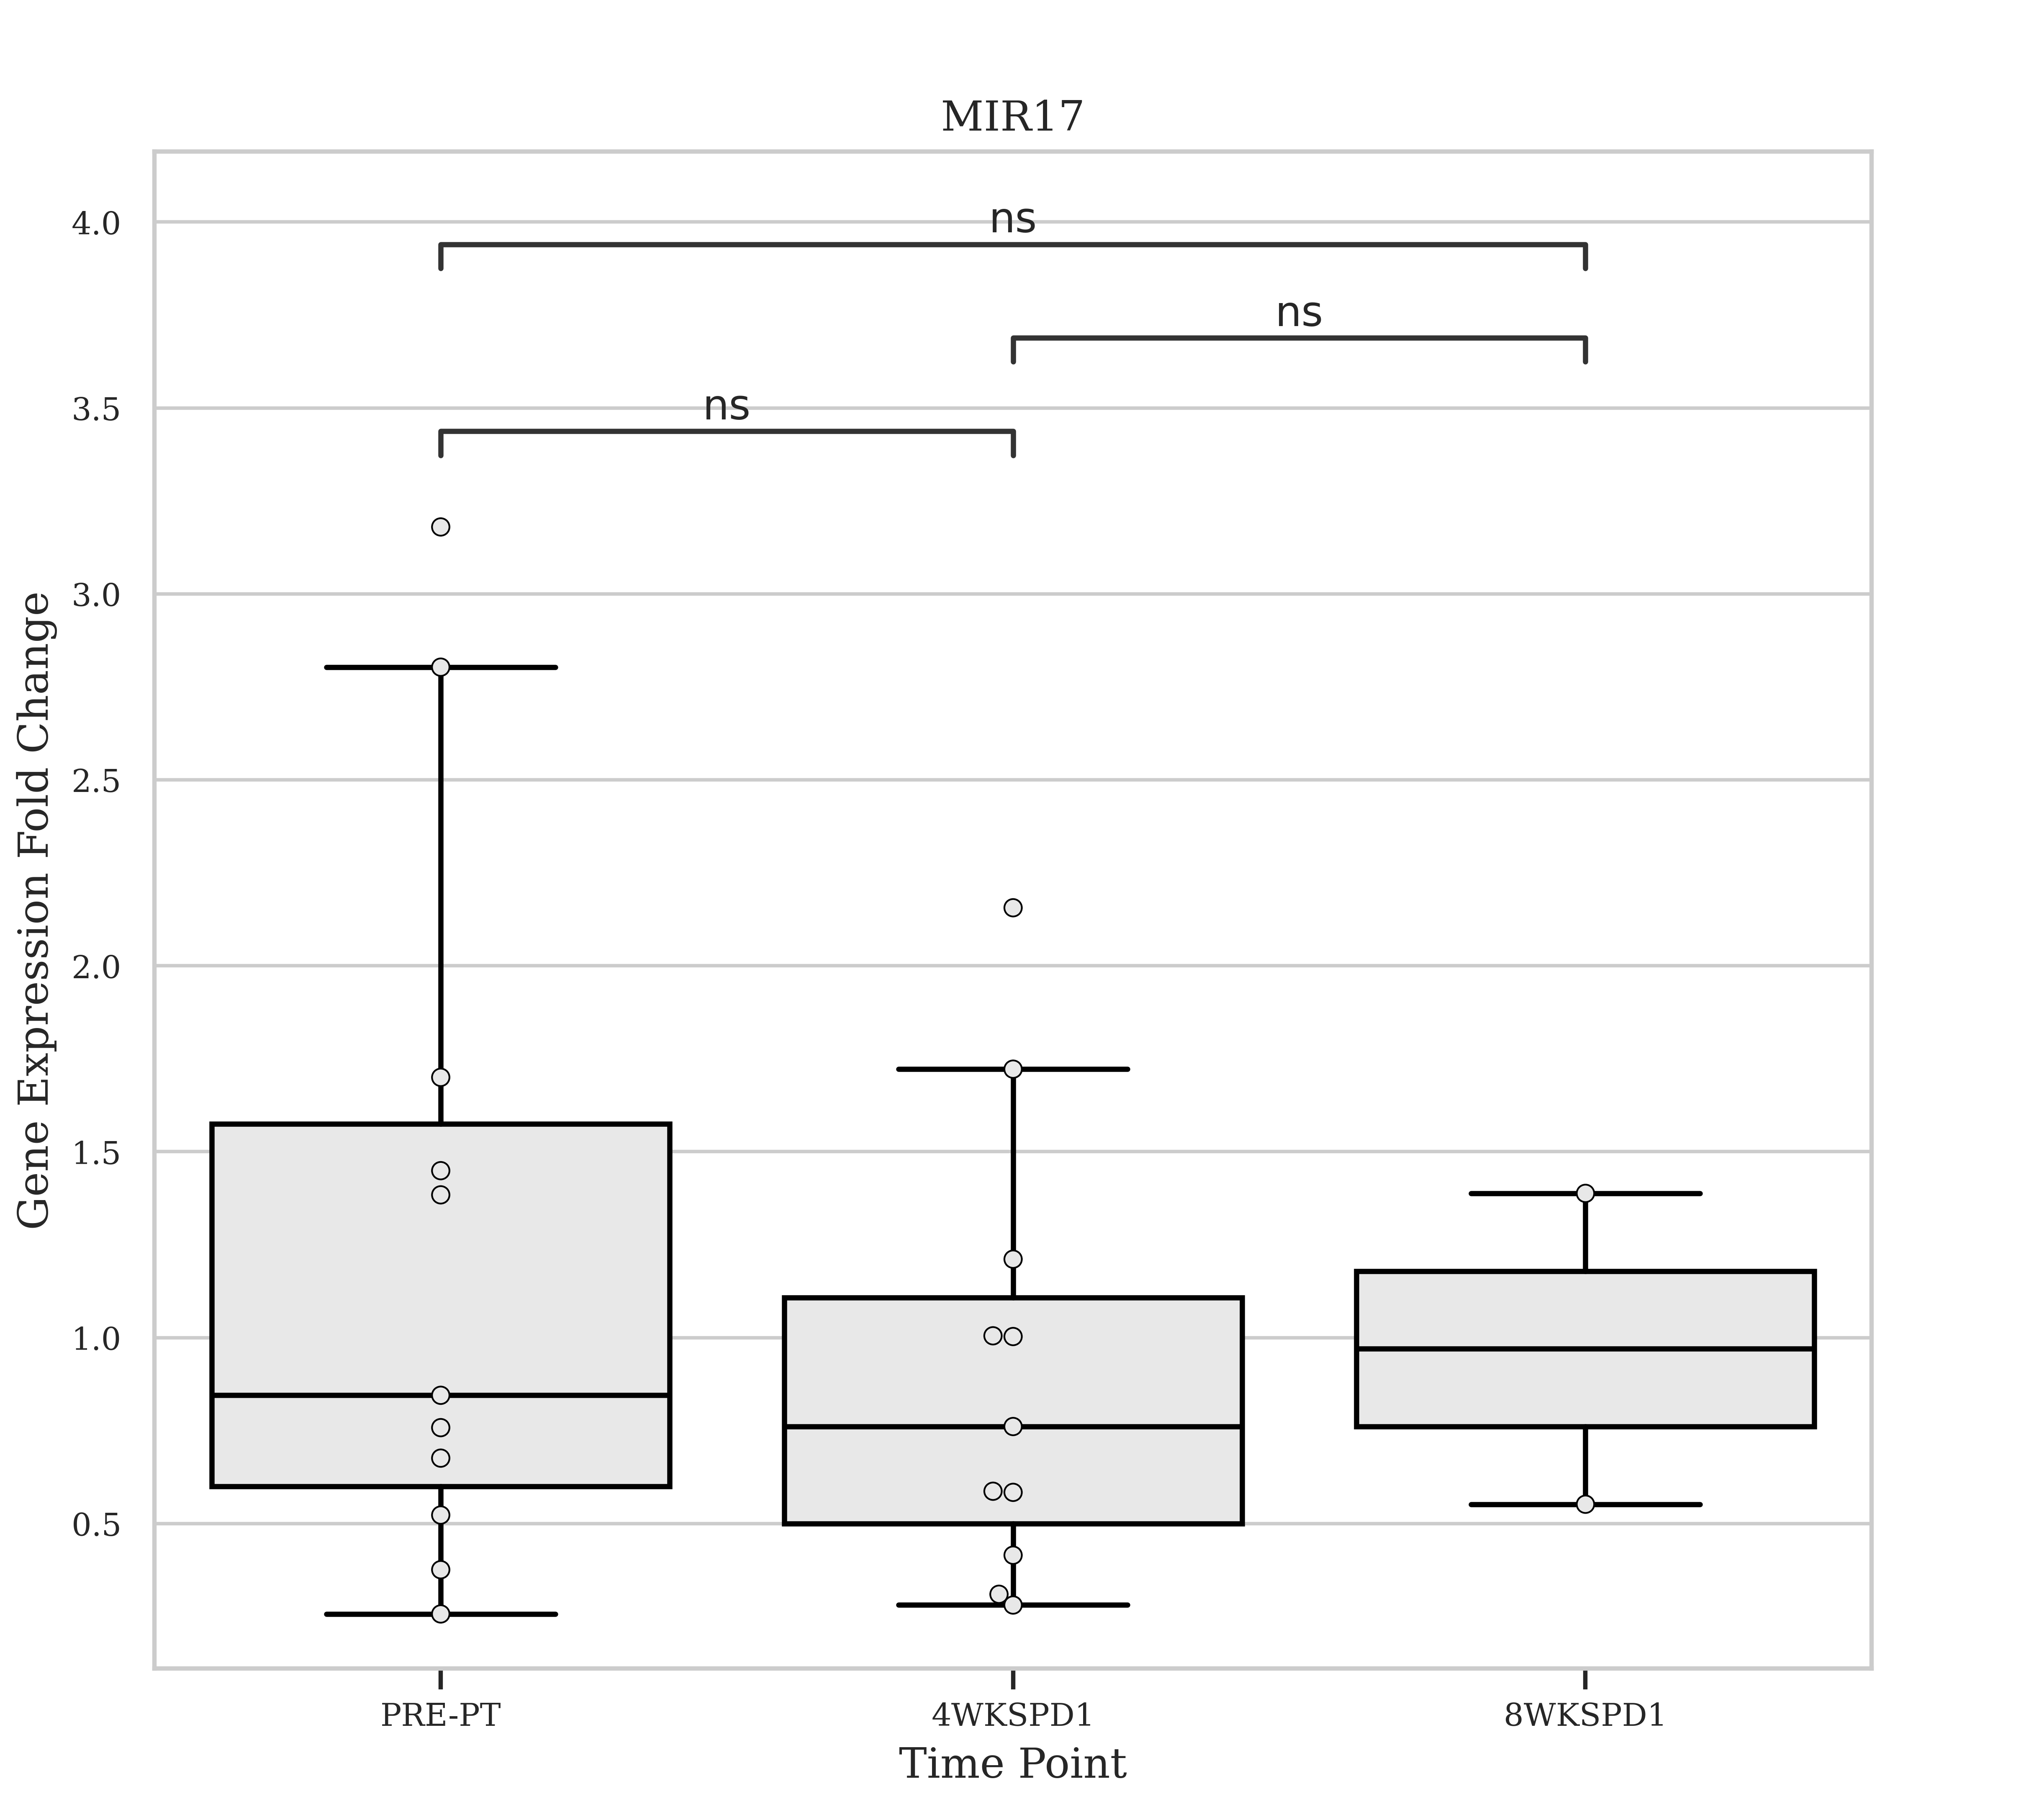 MIR17
4.0
3.5
3.0
2.5
2.0
1.5
1.0
0.5
ns
ns
ns
Gene Expression Fold Change
PRE-PT
4WKSPD1
8WKSPD1
Time Point